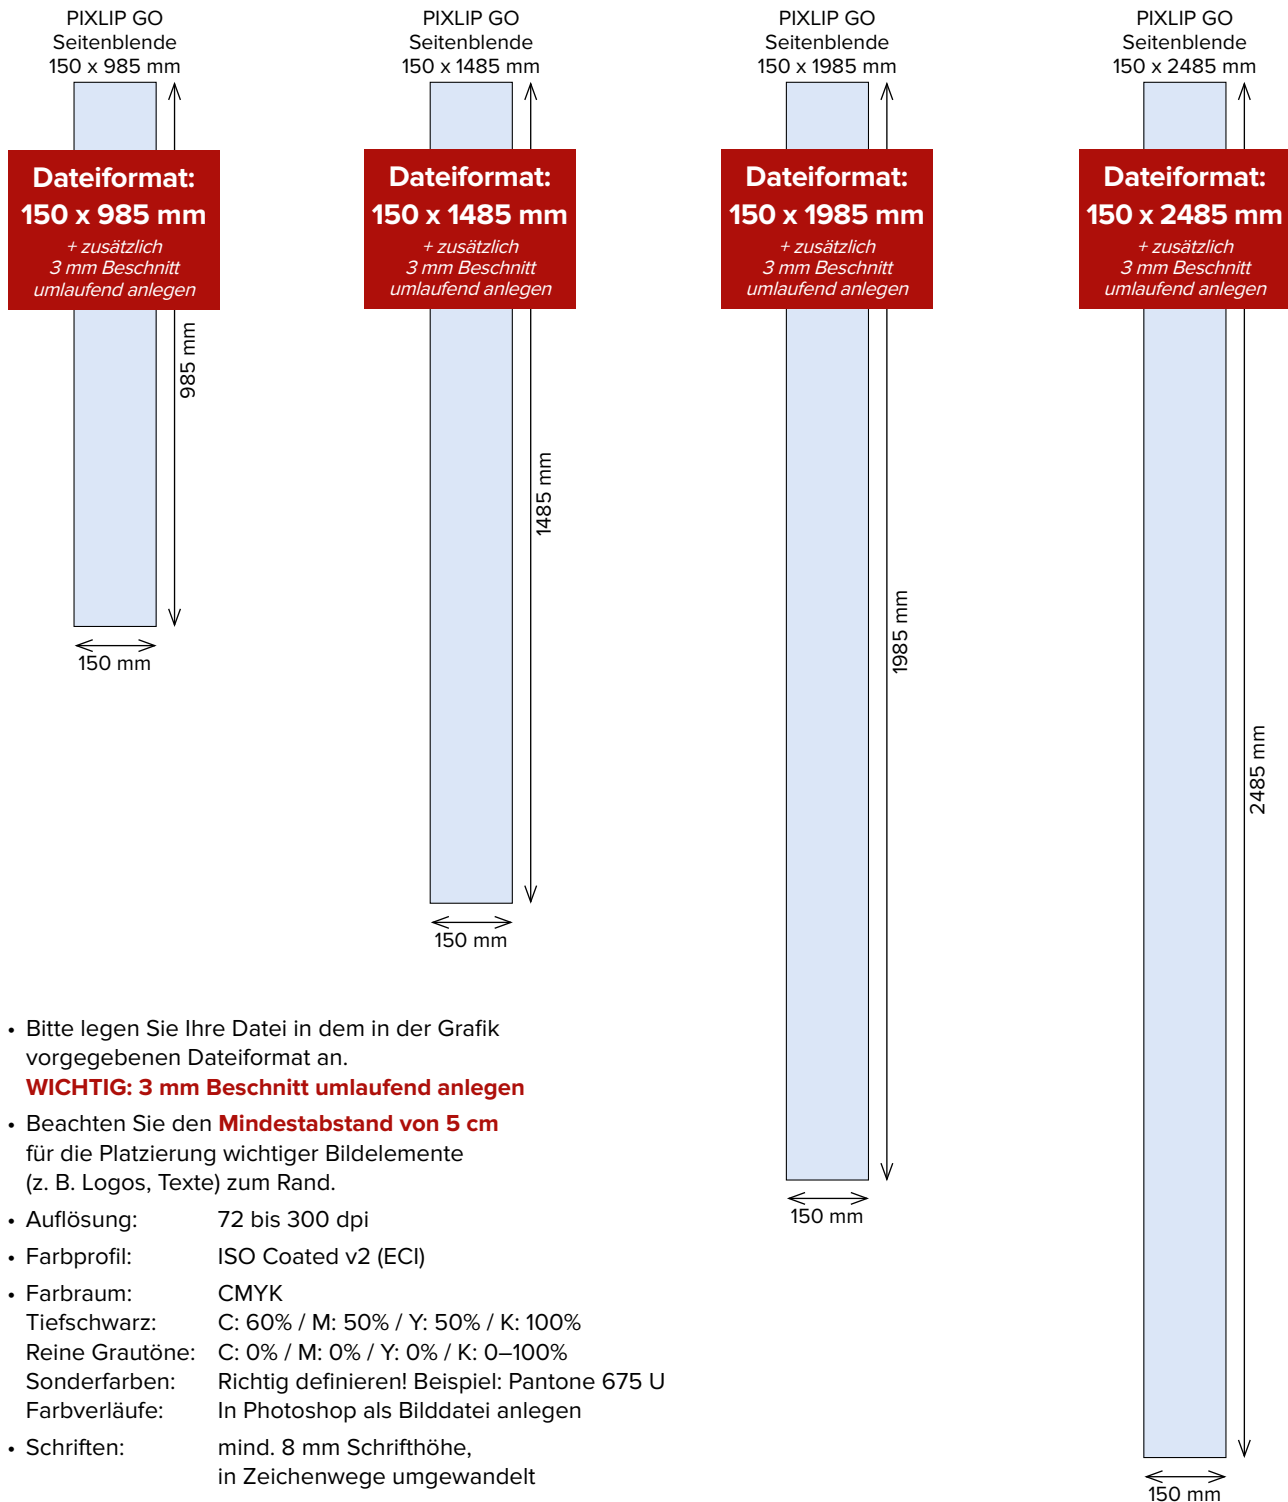 PIXLIP GO
Seitenblende
150 x 985 mm
Dateiformat:
150 x 985 mm
+ zusätzlich
3 mm Beschnitt
umlaufend anlegen
985 mm
150 mm
PIXLIP GO
Seitenblende
150 x 1485 mm
Dateiformat:
150 x 1485 mm
+ zusätzlich
3 mm Beschnitt
umlaufend anlegen
1485 mm
150 mm
PIXLIP GO
Seitenblende
150 x 1985 mm
Dateiformat:
150 x 1985 mm
+ zusätzlich
3 mm Beschnitt
umlaufend anlegen
1985 mm
150 mm
PIXLIP GO
Seitenblende
150 x 2485 mm
Dateiformat:
150 x 2485 mm
+ zusätzlich
3 mm Beschnitt
umlaufend anlegen
2485 mm
150 mm
• Bitte legen Sie Ihre Datei in dem in der Grafik
vorgegebenen Dateiformat an.
WICHTIG: 3 mm Beschnitt umlaufend anlegen
• Beachten Sie den Mindestabstand von 5 cm
für die Platzierung wichtiger Bildelemente
(z. B. Logos, Texte) zum Rand.
• Auflösung: 72 bis 300 dpi
• Farbprofil: ISO Coated v2 (ECI)
• Farbraum: CMYK
Tiefschwarz: C: 60% / M: 50% / Y: 50% / K: 100%
Reine Grautöne: C: 0% / M: 0% / Y: 0% / K: 0–100%
Sonderfarben: Richtig definieren! Beispiel: Pantone 675 U
Farbverläufe: In Photoshop als Bilddatei anlegen
• Schriften: mind. 8 mm Schrifthöhe,
in Zeichenwege umgewandelt